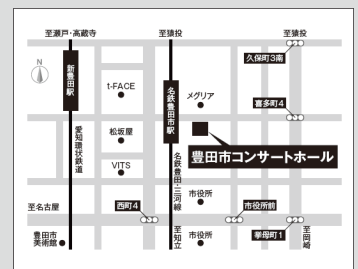 至瀬戸・高蔵寺
至猿投
至猿投
久保町3南
N
新豊田駅
t-FACE
名鉄豊田市駅
メグリア
喜多町4
愛知環状鉄道
松坂屋
豊田市コンサートホール
VITS
名鉄豊田・三河線
市役所
至名古屋
西町4
市役所前
豊田市
美術館
至知立
市役所
挙母町1
至岡崎